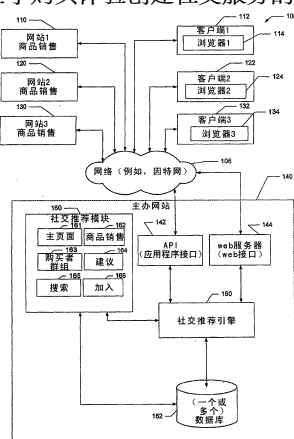 110
网站1
商品销售
120
网站2
商品销售
130
网站3
商品销售
112
客户端1
114
浏览器1
122
客户端2
124
浏览器2
132
客户端3
134
浏览器3
网络（例如，因特网）
105
140
主办网站
160
社交推荐模块
161
主页面
162
商品销售
163
购买者
群组
164
建议
165
搜索
166
加入
142
API
（应用程序接口）
144
web服务器
（web接口）
150
社交推荐引擎
（一个或
多个）
数据库
152